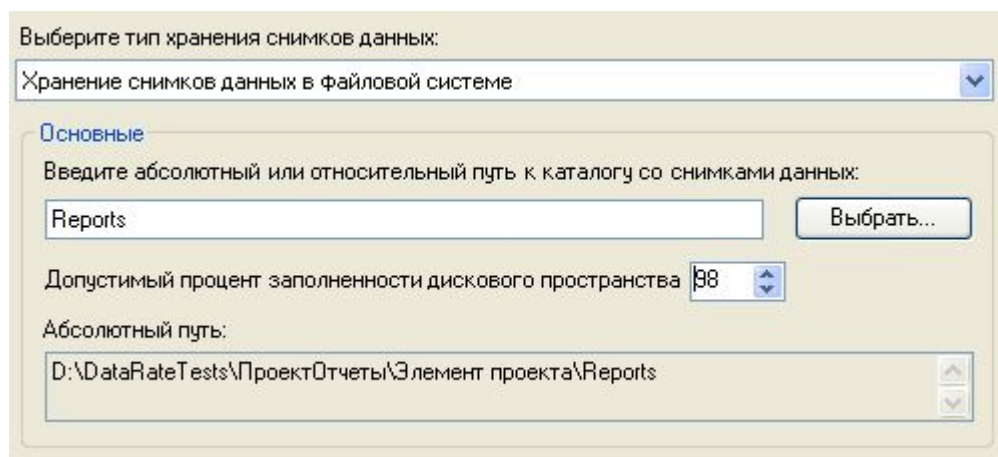 Выберите тип хранения снимков данных:
Хранение снимков данных в файловой системе
Основные
Введите абсолютный или относительный путь к каталогу со снимками данных:
Reports
Выбрать...
Допустимый процент заполненности дискового пространства 98
Абсолютный путь:
D:\DataRateTests\ПроектОтчеты\Элемент проекта\Reports